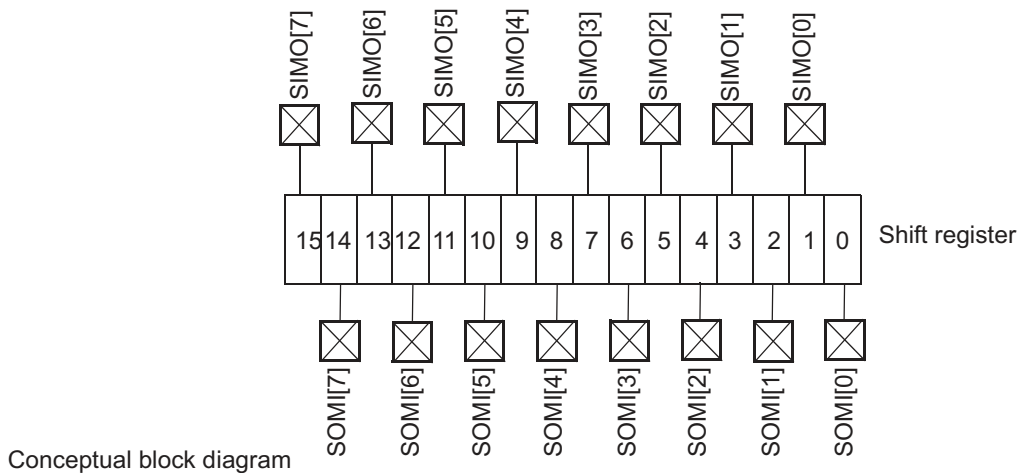 SIMO[7] SIMO[6] SIMO[5] SIMO[4] SIMO[3] SIMO[2] SIMO[1] SIMO[0]
15 14 13 12 11 10 9 8 7 6 5 4 3 2 1 0 Shift register
SOMI[7] SOMI[6] SOMI[5] SOMI[4] SOMI[3] SOMI[2] SOMI[1] SOMI[0]
Conceptual block diagram